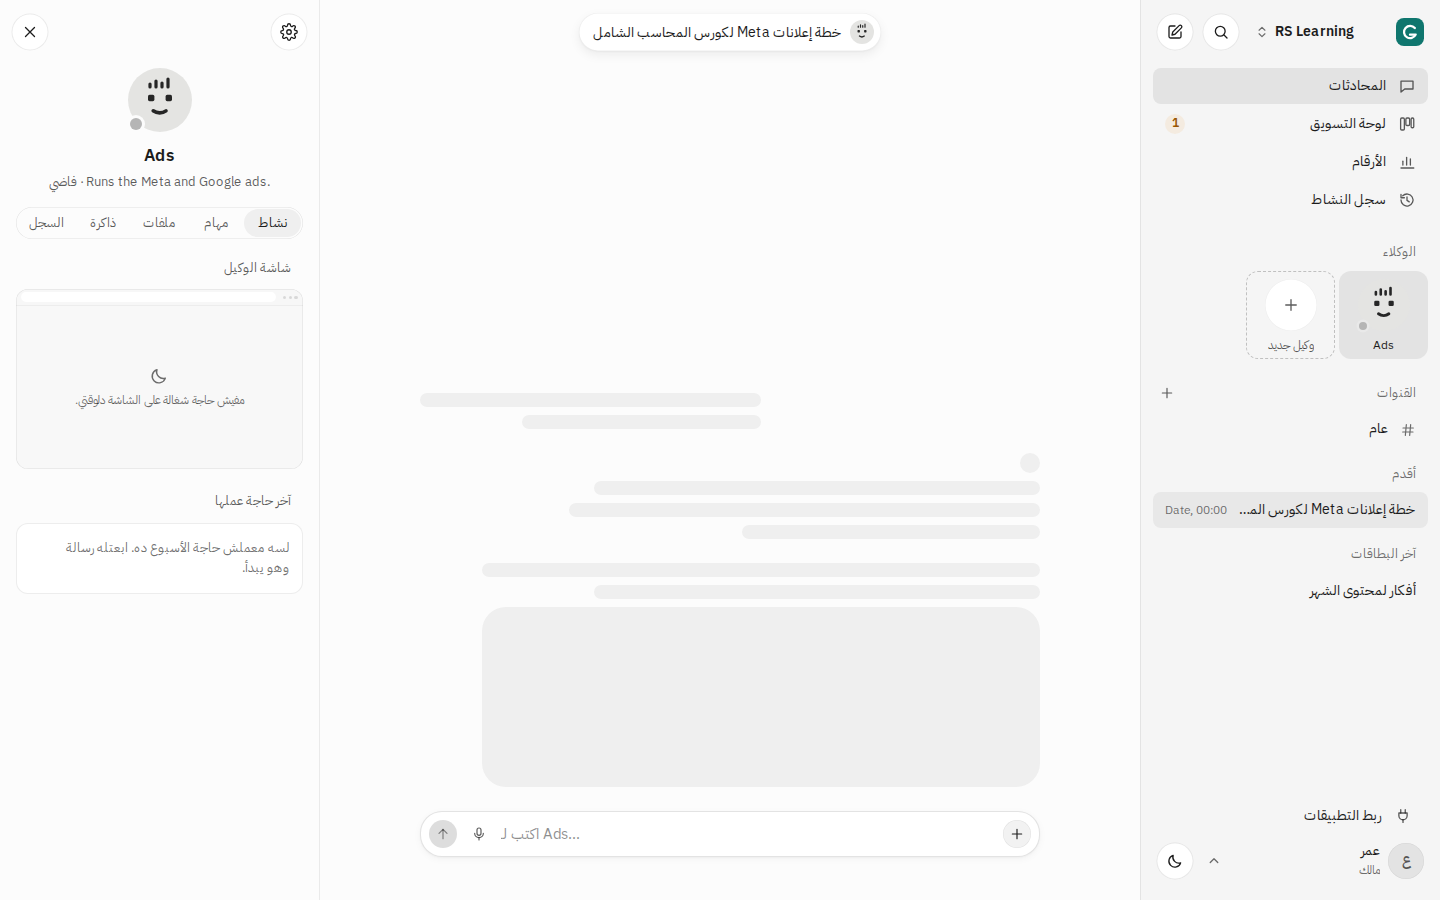 RS Learning
المحادثات
لوحة التسويق
1
الأرقام
سجل النشاط
الوكلاء
Ads
وكيل جديد
القنوات
عام
أقدم
خطة إعلانات Meta لكورس المـ...
Date, 00:00
آخر البطاقات
أفكار لمحتوى الشهر
ربط التطبيقات
ع
عمر
مالك
خطة إعلانات Meta لكورس المحاسب الشامل
اكتب لـ Ads...
Ads
Runs the Meta and Google ads. · فاضي
نشاط
مهام
ملفات
ذاكرة
السجل
شاشة الوكيل
مفيش حاجة شغالة على الشاشة دلوقتي.
آخر حاجة عملها
لسه معملش حاجة الأسبوع ده. ابعتله رسالة
وهو يبدأ.